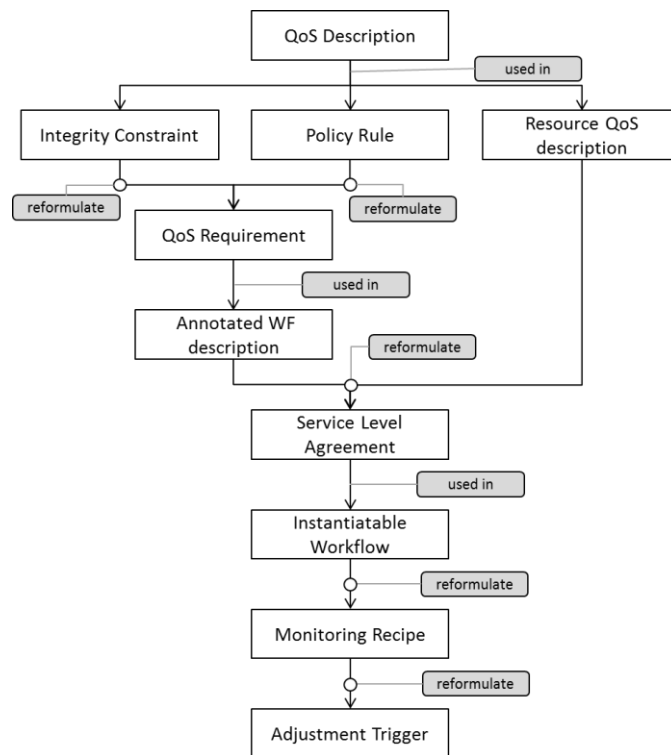 QoS Description
used in
Integrity Constraint
Policy Rule
Resource QoS
description
reformulate
reformulate
QoS Requirement
used in
Annotated WF
description
reformulate
Service Level
Agreement
used in
Instantiatable
Workflow
reformulate
Monitoring Recipe
reformulate
Adjustment Trigger